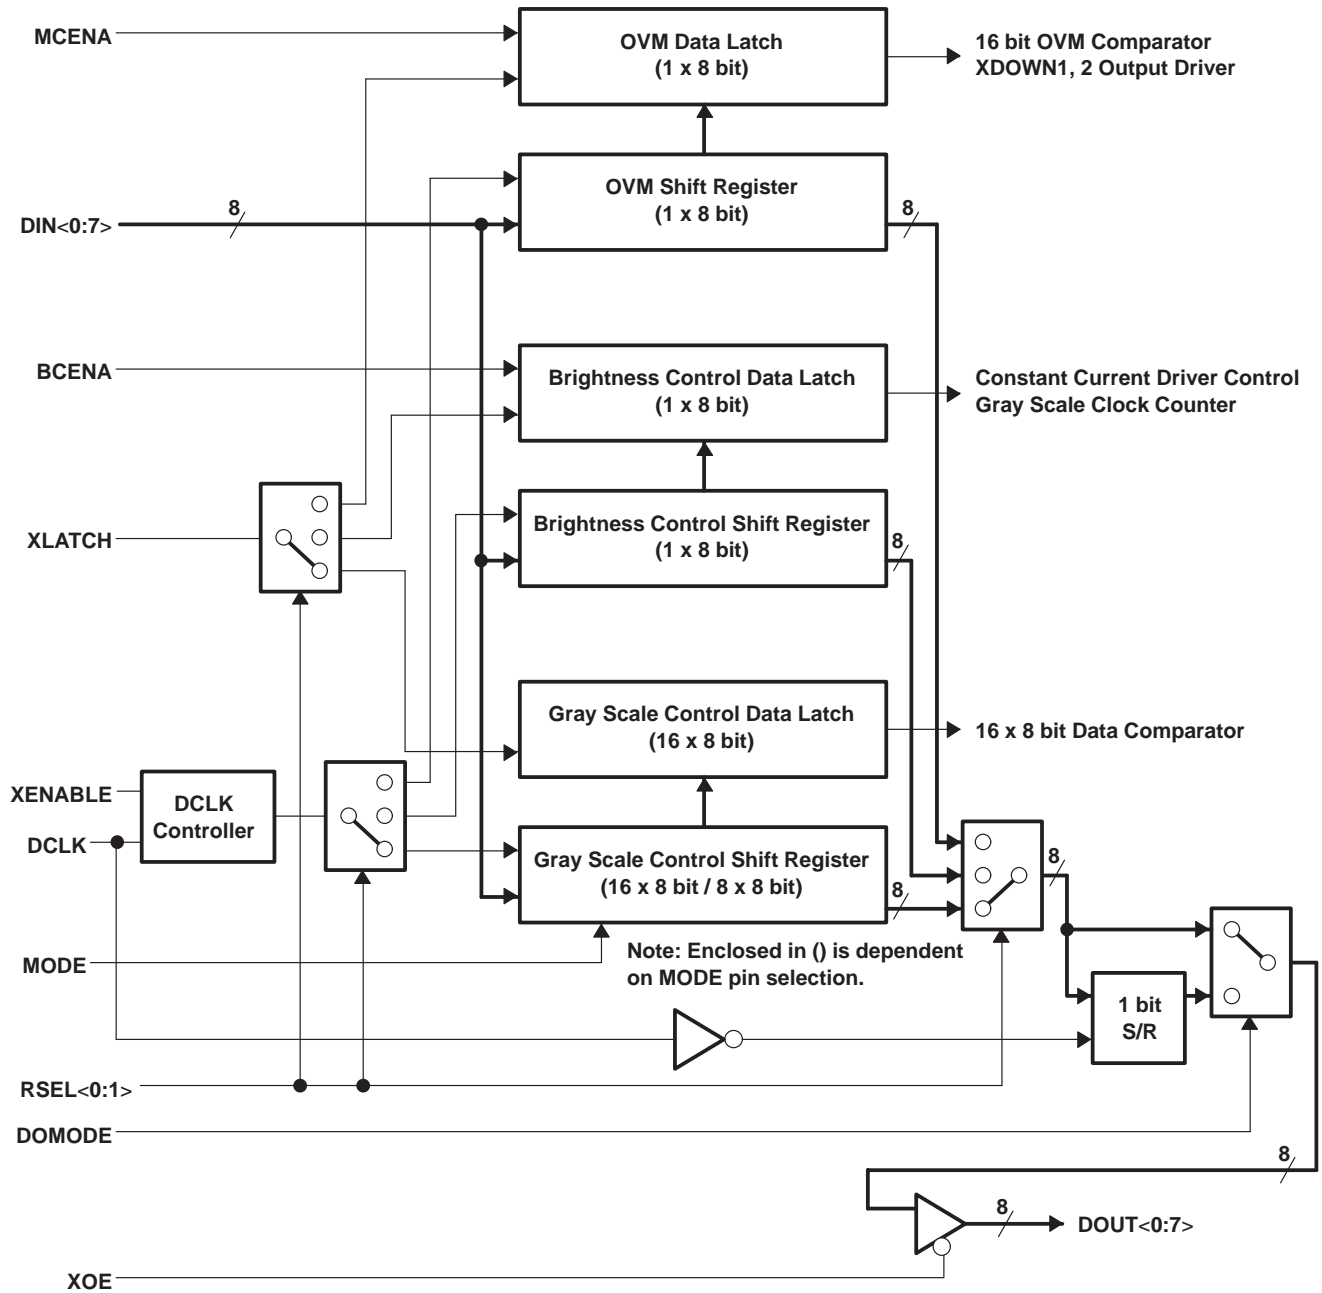 MCENA
OVM Data Latch
(1 x 8 bit)
16 bit OVM Comparator
XDOWN1, 2 Output Driver
DIN<0:7>
8
OVM Shift Register
(1 x 8 bit)
8
BCENA
Brightness Control Data Latch
(1 x 8 bit)
Constant Current Driver Control
Gray Scale Clock Counter
XLATCH
Brightness Control Shift Register
(1 x 8 bit)
8
Gray Scale Control Data Latch
(16 x 8 bit)
16 x 8 bit Data Comparator
XENABLE
DCLK
DCLK
Controller
Gray Scale Control Shift Register
(16 x 8 bit / 8 x 8 bit)
8
8
MODE
Note: Enclosed in () is dependent
on MODE pin selection.
1 bit
S/R
RSEL<0:1>
DOMODE
8
8
DOUT<0:7>
XOE